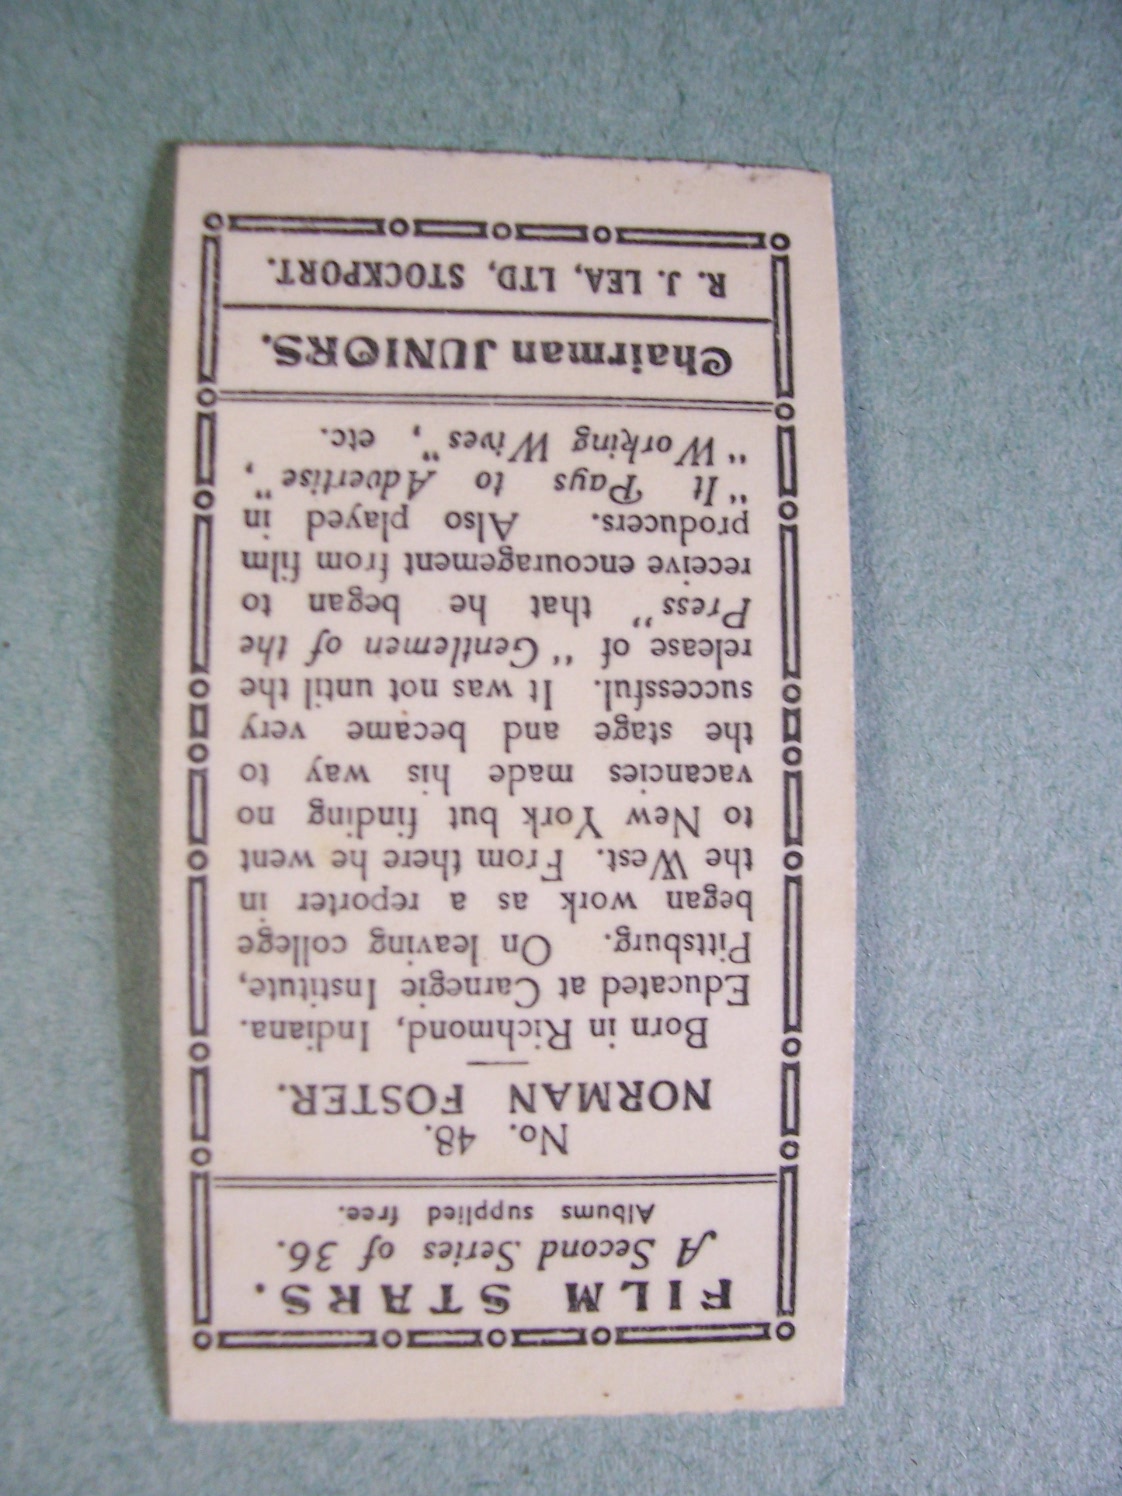 FILM STARS.
A Second Series of 36.
Albums supplied free.
No. 48.
NORMAN FOSTER.
Born in Richmond, Indiana.
Educated at Carnegie Institute,
Pittsburg. On leaving college
began work as a reporter in
the West. From there he went
to New York but finding no
vacancies made his way to
the stage and became very
successful. It was not until the
release of "Gentlemen of the
Press" that he began to
receive encouragement from film
producers. Also played in
"It Pays to Advertise",
"Working Wives", etc.
Chairman JUNIORS.
R. J. LEA, LTD, STOCKPORT.